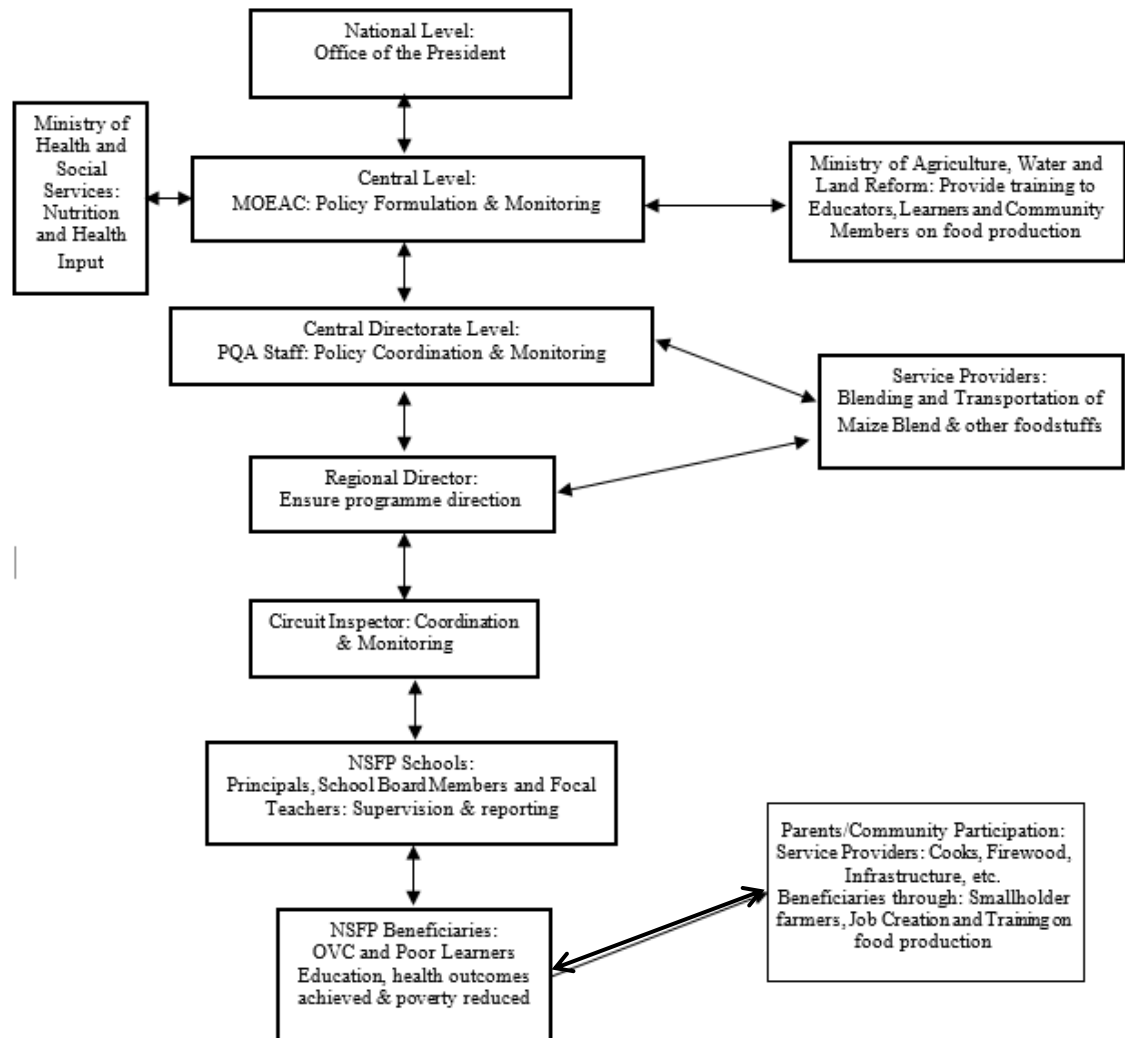 National Level:
Office of the President
Ministry of
Health and
Social
Services:
Nutrition
and Health
Input
Central Level:
MOEAC: Policy Formulation & Monitoring
Ministry of Agriculture, Water and
Land Reform: Provide training to
Educators, Learners and Community
Members on food production
Central Directorate Level:
PQA Staff: Policy Coordination & Monitoring
Service Providers:
Blending and Transportation of
Maize Blend & other foodstuffs
Regional Director:
Ensure programme direction
Circuit Inspector: Coordination
& Monitoring
NSFP Schools:
Principals, School Board Members and Focal
Teachers: Supervision & reporting
Parents/Community Participation:
Service Providers: Cooks, Firewood,
Infrastructure, etc.
Beneficiaries through: Smallholder
farmers, Job Creation and Training on
food production
NSFP Beneficiaries:
OVC and Poor Learners
Education, health outcomes
achieved & poverty reduced